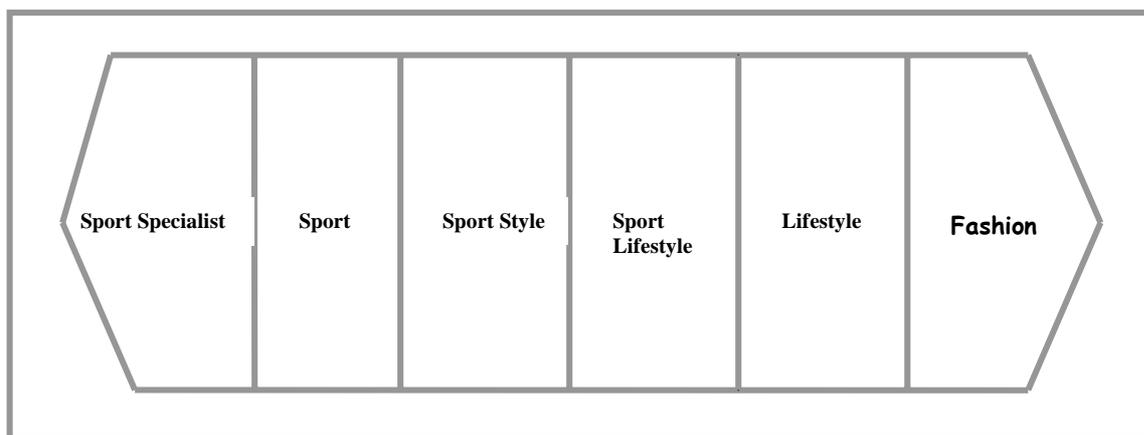 Sport Specialist
Sport
Sport Style
Sport
Lifestyle
Lifestyle
Fashion